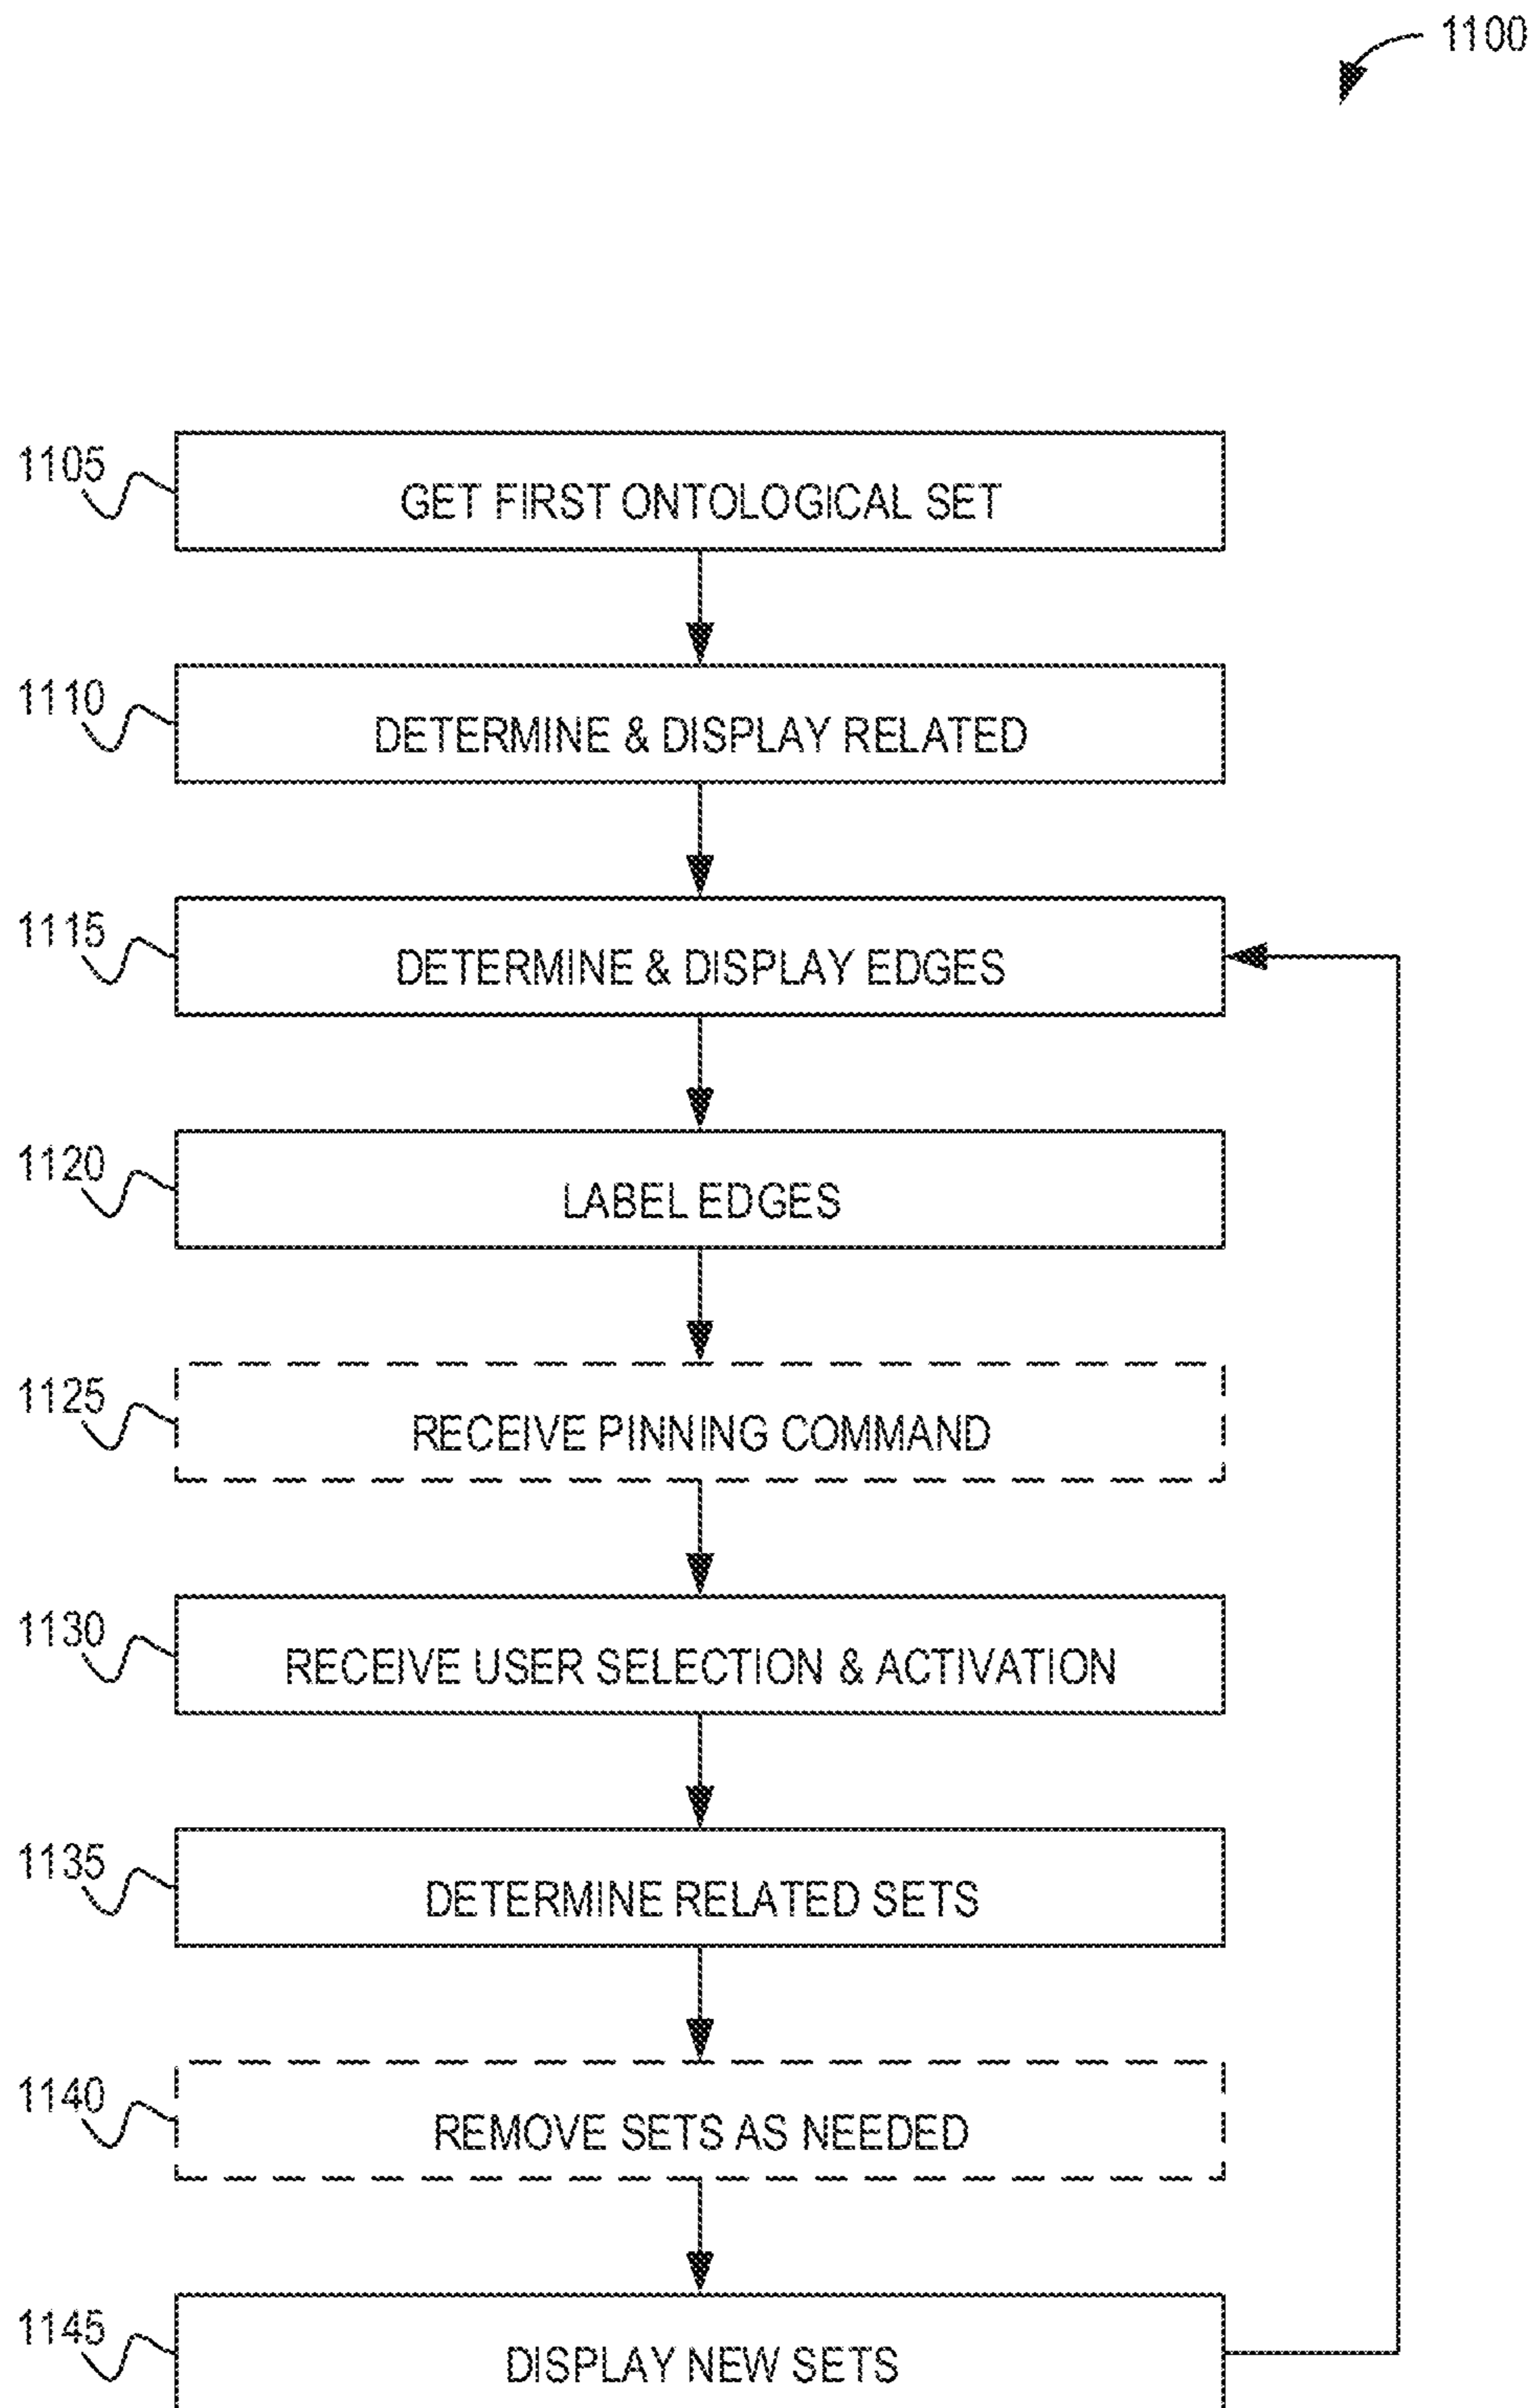 1100
1105
GET FIRST ONTOLOGICAL SET
1110
DETERMINE & DISPLAY RELATED
1115
DETERMINE & DISPLAY EDGES
1120
LABEL EDGES
1125
RECEIVE PINNING COMMAND
1130
RECEIVE USER SELECTION & ACTIVATION
1135
DETERMINE RELATED SETS
1140
REMOVE SETS AS NEEDED
1145
DISPLAY NEW SETS